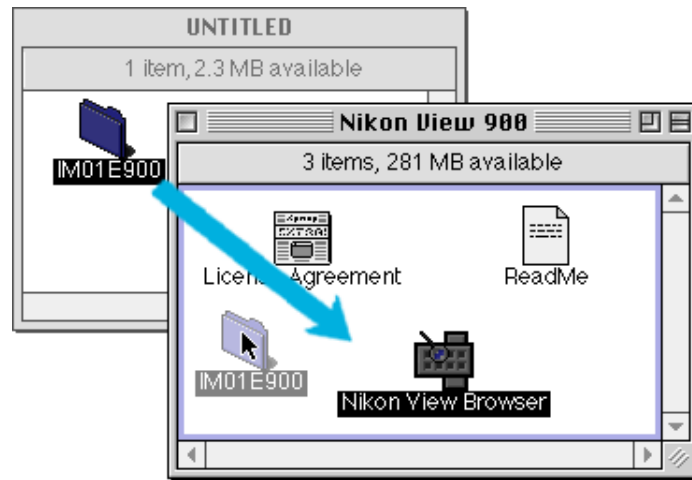 UNTITLED
1 item, 2.3 MB available
IM01E900
Nikon View 900
3 items, 281 MB available
License Agreement
ReadMe
IM01E900
Nikon View Browser